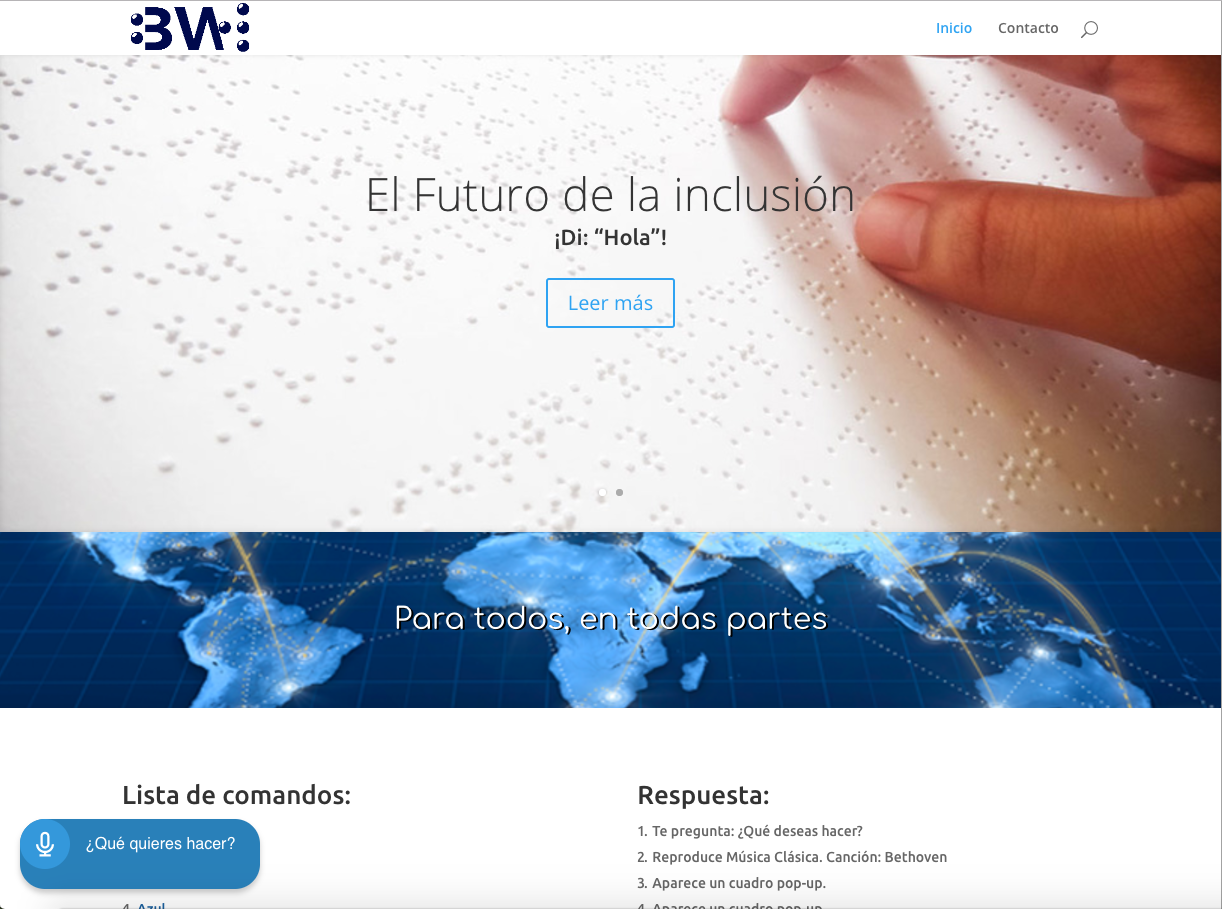 BW
Inicio
Contacto
El Futuro de la inclusión
¡Di: “Hola”!
Leer más
Para todos, en todas partes
Lista de comandos:
¿Qué quieres hacer?
4. Azul
Respuesta:
1. Te pregunta: ¿Qué deseas hacer?
2. Reproduce Música Clásica. Canción: Bethoven
3. Aparece un cuadro pop-up.
4. Aparece un cuadro pop-up.